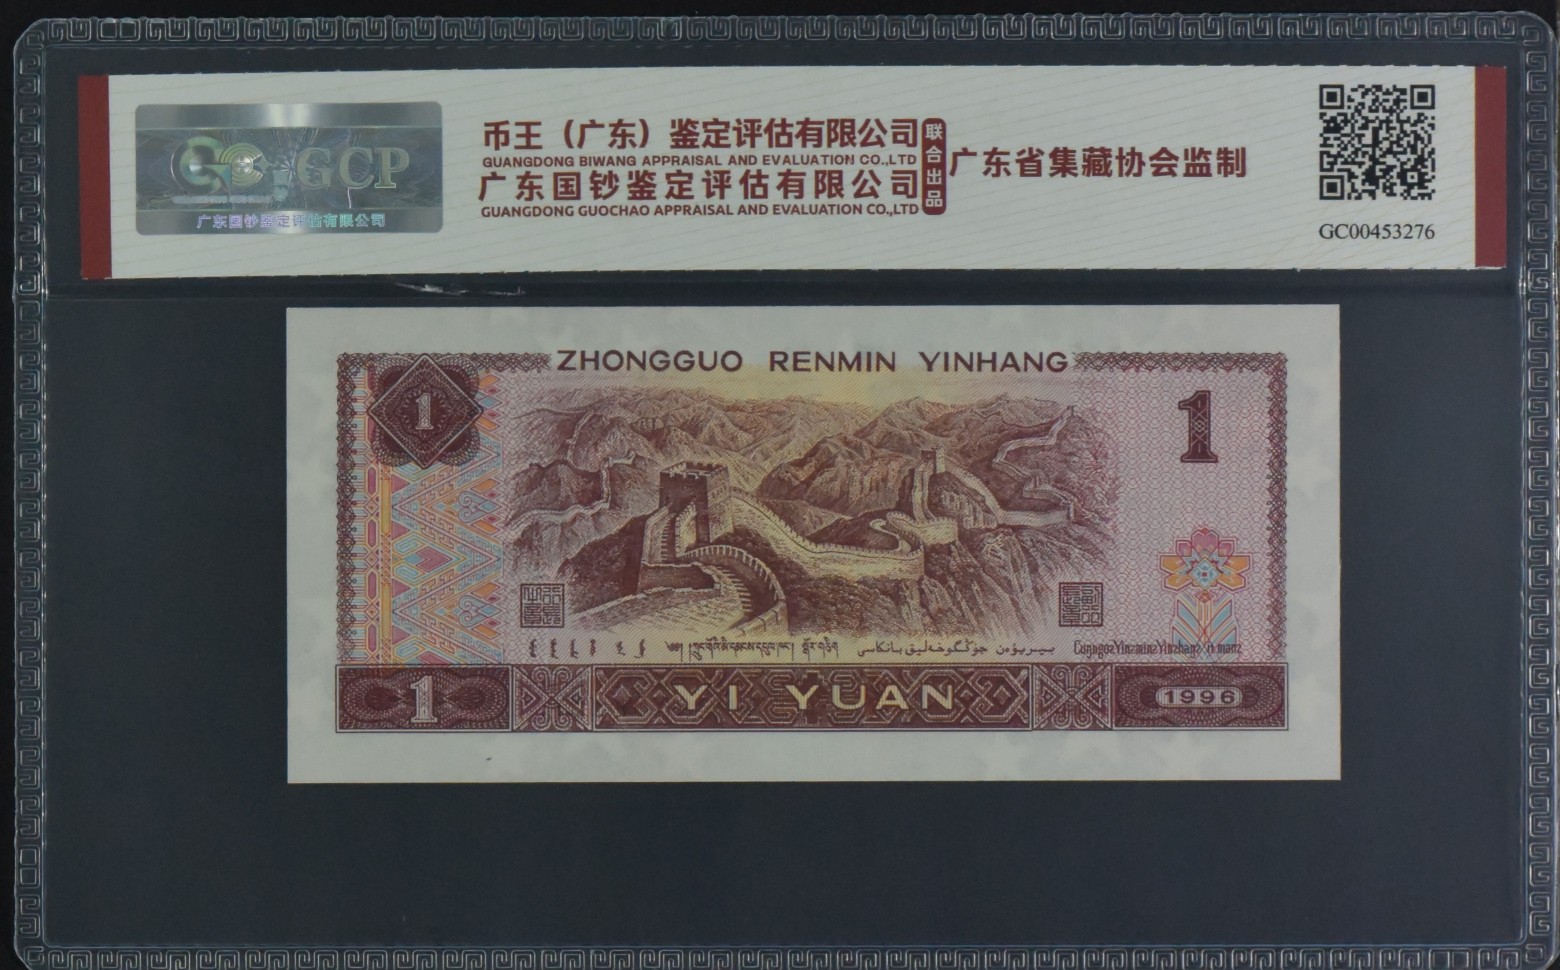 GCP
广东国钞鉴定评估有限公司
币王（广东）鉴定评估有限公司
GUANGDONG BIWANG APPRAISAL AND EVALUATION CO.,LTD
广东国钞鉴定评估有限公司
GUANGDONG GUOCHAO APPRAISAL AND EVALUATION CO.,LTD
联合出品
广东省集藏协会监制
GC00453276
ZHONGGUO RENMIN YINHANG
1
1
1
YI YUAN
1996